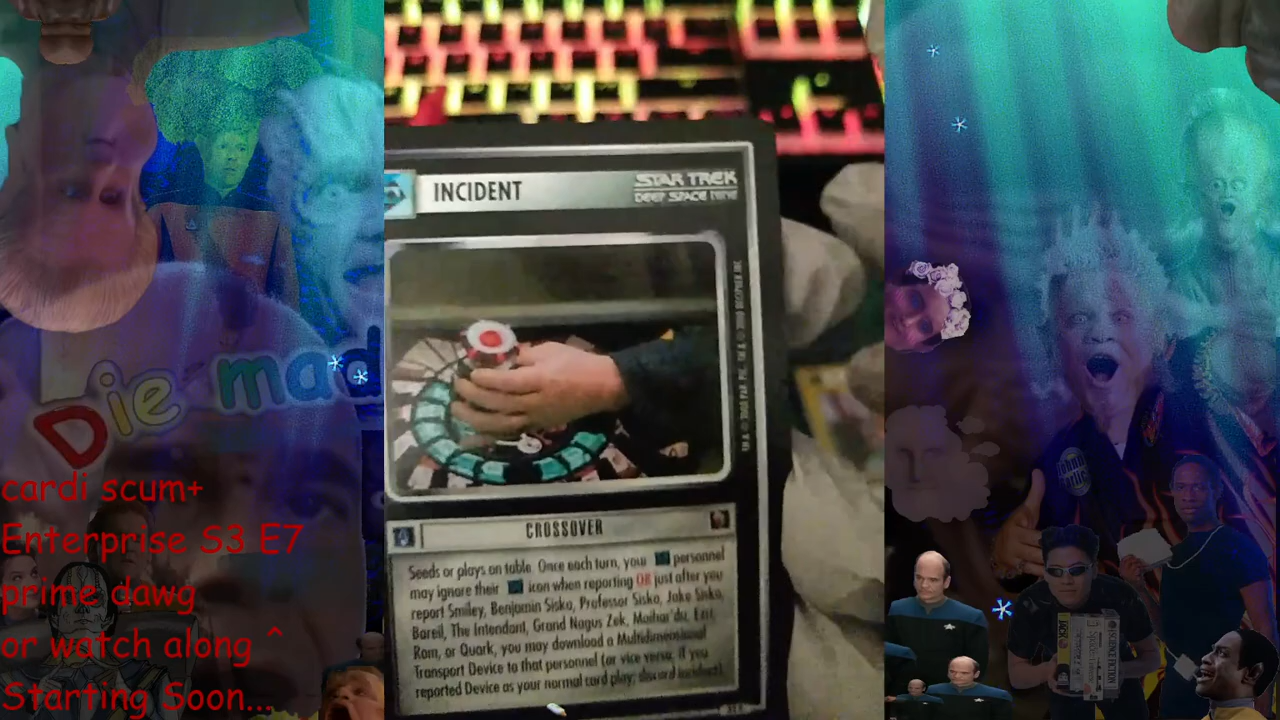 INCIDENT
STAR TREK
DEEP SPACE NINE
CROSSOVER
Seeds or plays on table. Once each turn, your personnel
may ignore their icon when reporting OR just after you
report Smiley, Benjamin Sisko, Professor Sisko, Jake Sisko,
Bareil, The Intendant, Grand Nagus Zek, Maihar'du, Ezri,
Rom, or Quark, you may download a Multidimensional
Transport Device to that personnel (or vice versa, if you
reported Device as your normal card play; discard incident).
Die mad
cardi scum+
Enterprise S3 E7
prime dawg
or watch along ^
Starting Soon...
SCIENCE FICTION